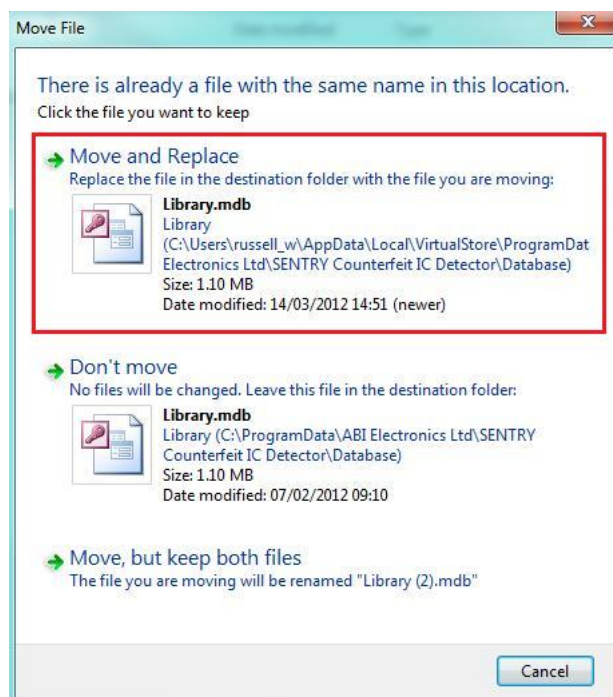 Move File
There is already a file with the same name in this location.
Click the file you want to keep
Move and Replace
Replace the file in the destination folder with the file you are moving:
Library.mdb
Library
(C:\Users\russell_w\AppData\Local\VirtualStore\ProgramDat
Electronics Ltd\SENTRY Counterfeit IC Detector\Database)
Size: 1.10 MB
Date modified: 14/03/2012 14:51 (newer)
Don't move
No files will be changed. Leave this file in the destination folder:
Library.mdb
Library (C:\ProgramData\ABI Electronics Ltd\SENTRY
Counterfeit IC Detector\Database)
Size: 1.10 MB
Date modified: 07/02/2012 09:10
Move, but keep both files
The file you are moving will be renamed "Library (2).mdb"
Cancel